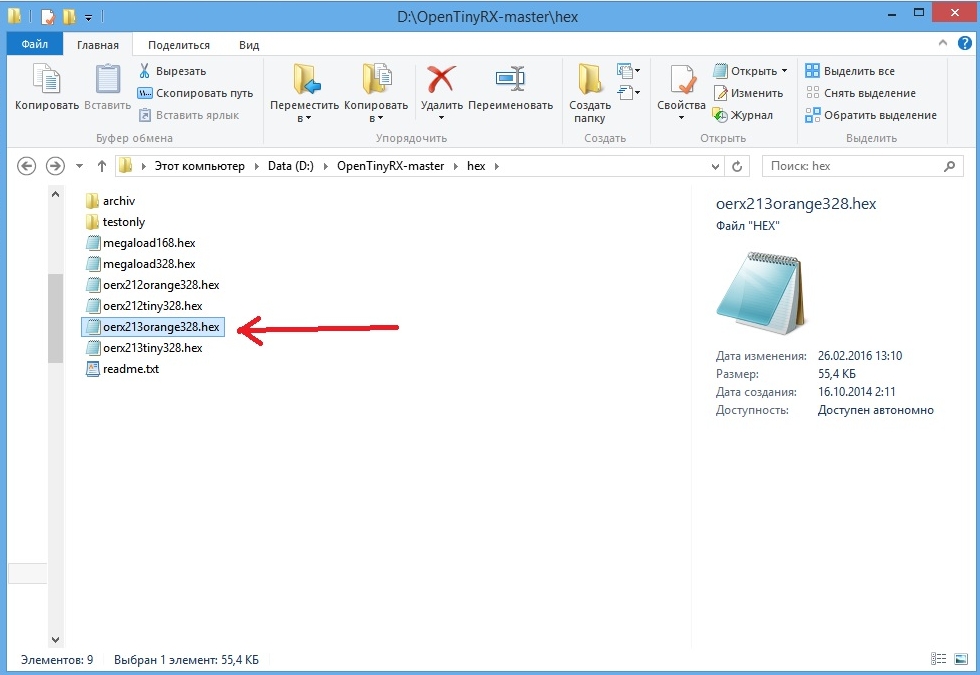 D:\OpenTinyRX-master\hex
Файл Главная Поделиться Вид
Копировать
Вставить
Вырезать
Скопировать путь
Вставить ярлык
Буфер обмена
Переместить в
Копировать в
Удалить
Переименовать
Упорядочить
Создать папку
Создать
Свойства
Открыть
Изменить
Журнал
Открыть
Выделить все
Снять выделение
Обратить выделение
Выделить
Этот компьютер Data (D:) OpenTinyRX-master hex
Поиск: hex
archiv
testonly
megaload168.hex
megaload328.hex
oerx212orange328.hex
oerx212tiny328.hex
oerx213orange328.hex
oerx213tiny328.hex
readme.txt
oerx213orange328.hex
Файл "HEX"
Дата изменения: 26.02.2016 13:10
Размер: 55,4 КБ
Дата создания: 16.10.2014 2:11
Доступность: Доступен автономно
Элементов: 9 Выбран 1 элемент: 55,4 КБ